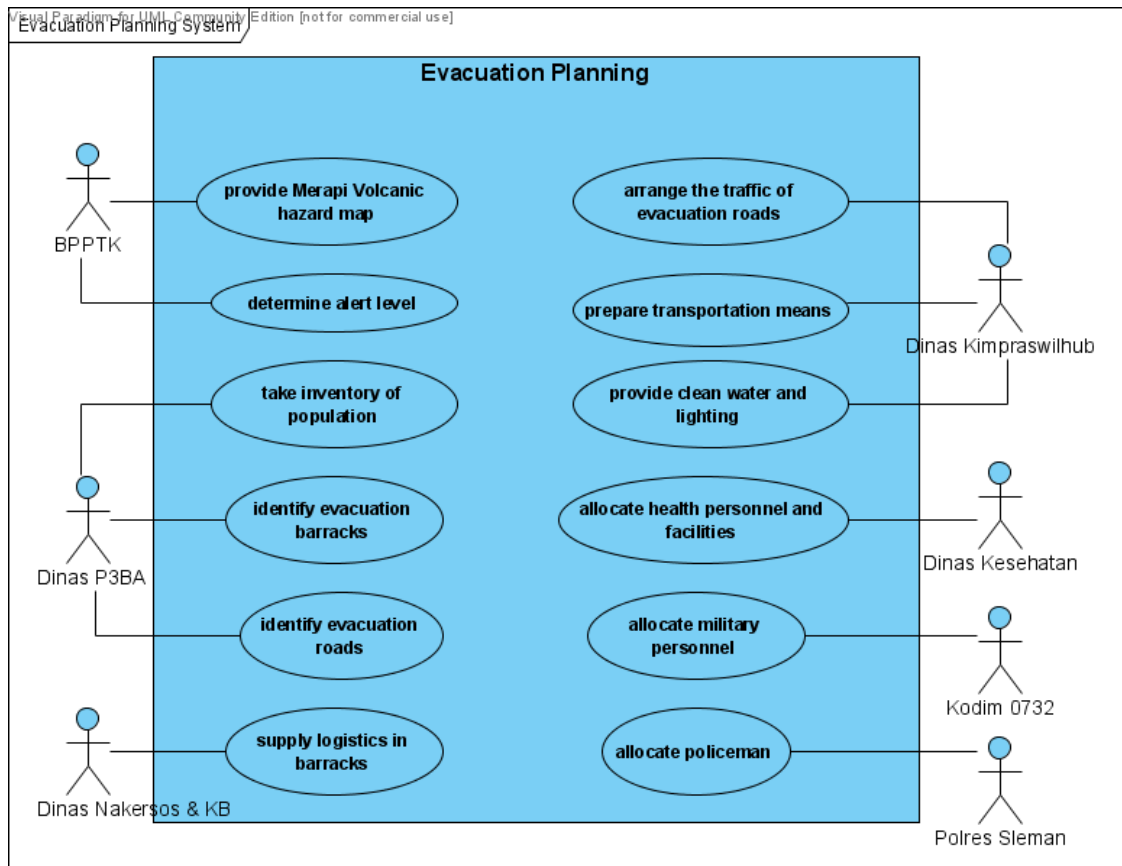 Visual Paradigm for UML Community Edition [not for commercial use]
Evacuation Planning System
Evacuation Planning
provide Merapi Volcanic
hazard map
BPPTK
determine alert level
take inventory of
population
identify evacuation
barracks
Dinas P3BA
identify evacuation
roads
supply logistics in
barracks
Dinas Nakersos & KB
arrange the traffic of
evacuation roads
prepare transportation means
Dinas Kimpraswilhub
provide clean water and
lighting
allocate health personnel and
facilities
Dinas Kesehatan
allocate military
personnel
Kodim 0732
allocate policeman
Polres Sleman